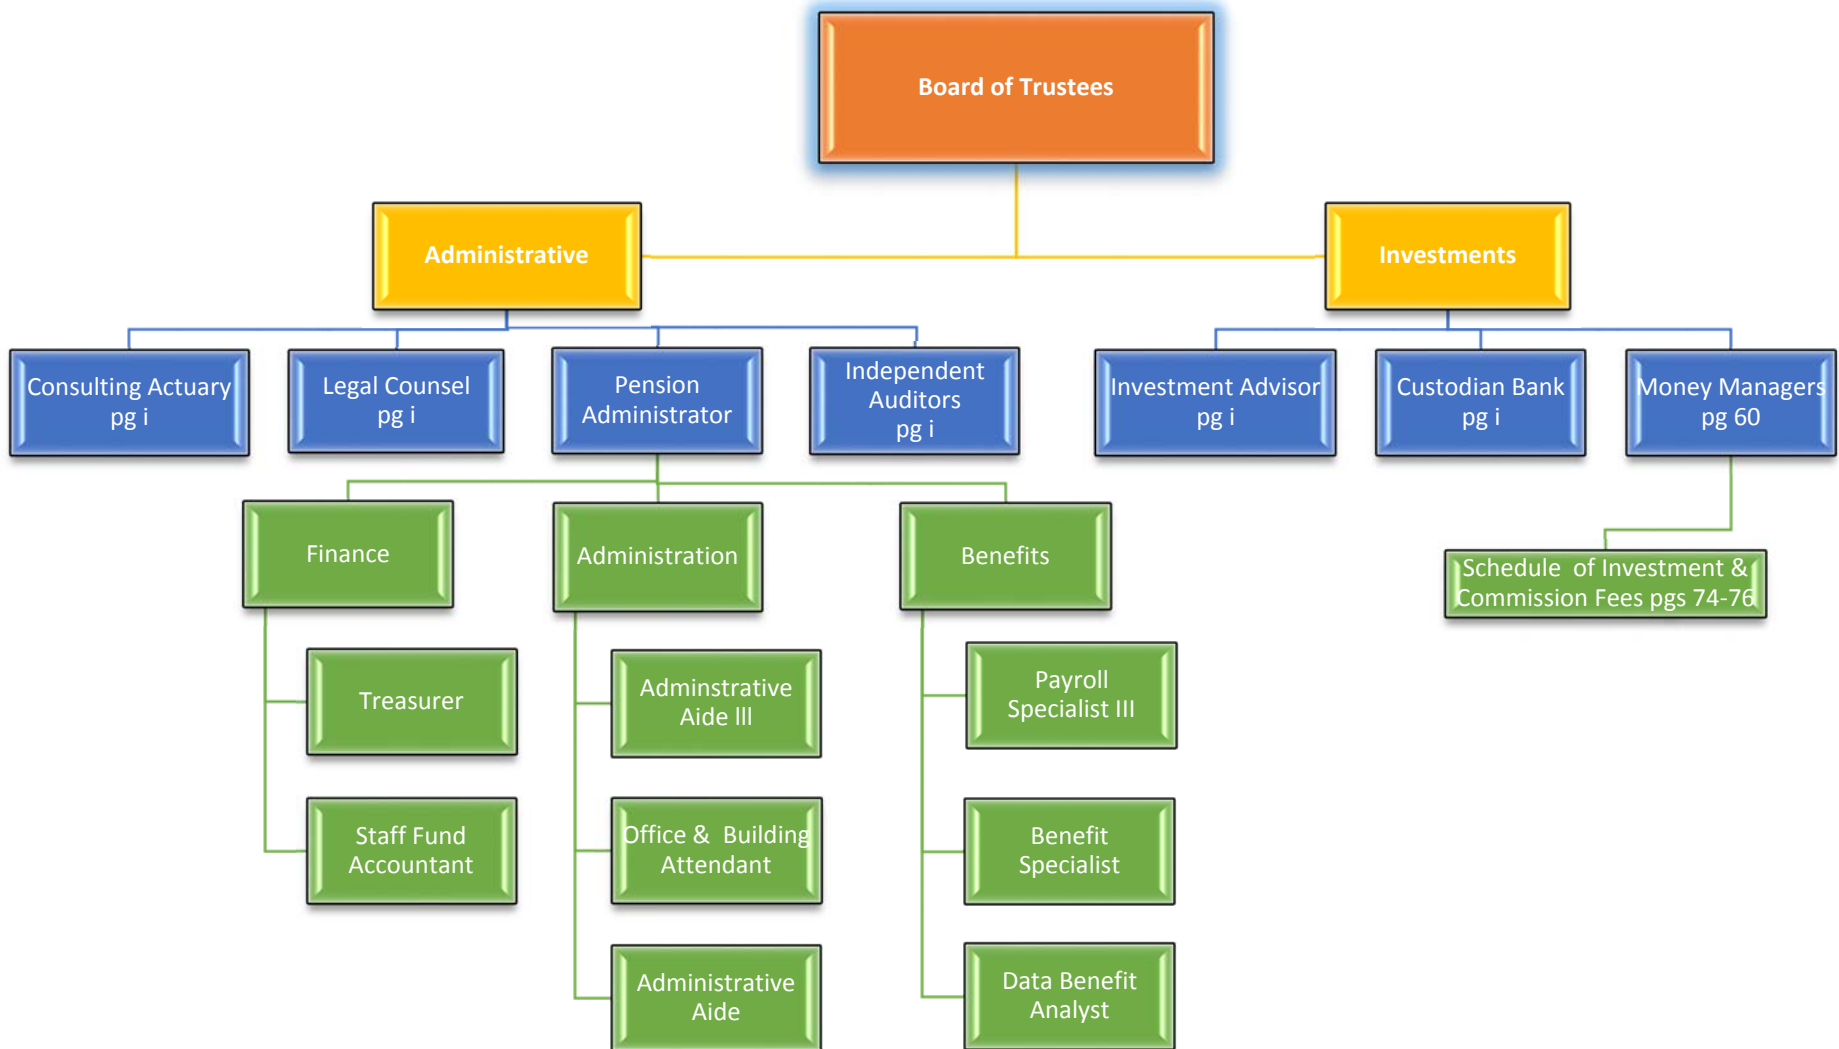 Board of Trustees
Administrative
Investments
Consulting Actuary
pg i
Legal Counsel
pg i
Pension
Administrator
Independent
Auditors
pg i
Investment Advisor
pg i
Custodian Bank
pg i
Money Managers
pg 60
Finance
Administration
Benefits
Schedule of Investment &
Commission Fees pgs 74-76
Treasurer
Adminstrative
Aide lll
Payroll
Specialist III
Staff Fund
Accountant
Office & Building
Attendant
Benefit
Specialist
Administrative
Aide
Data Benefit
Analyst